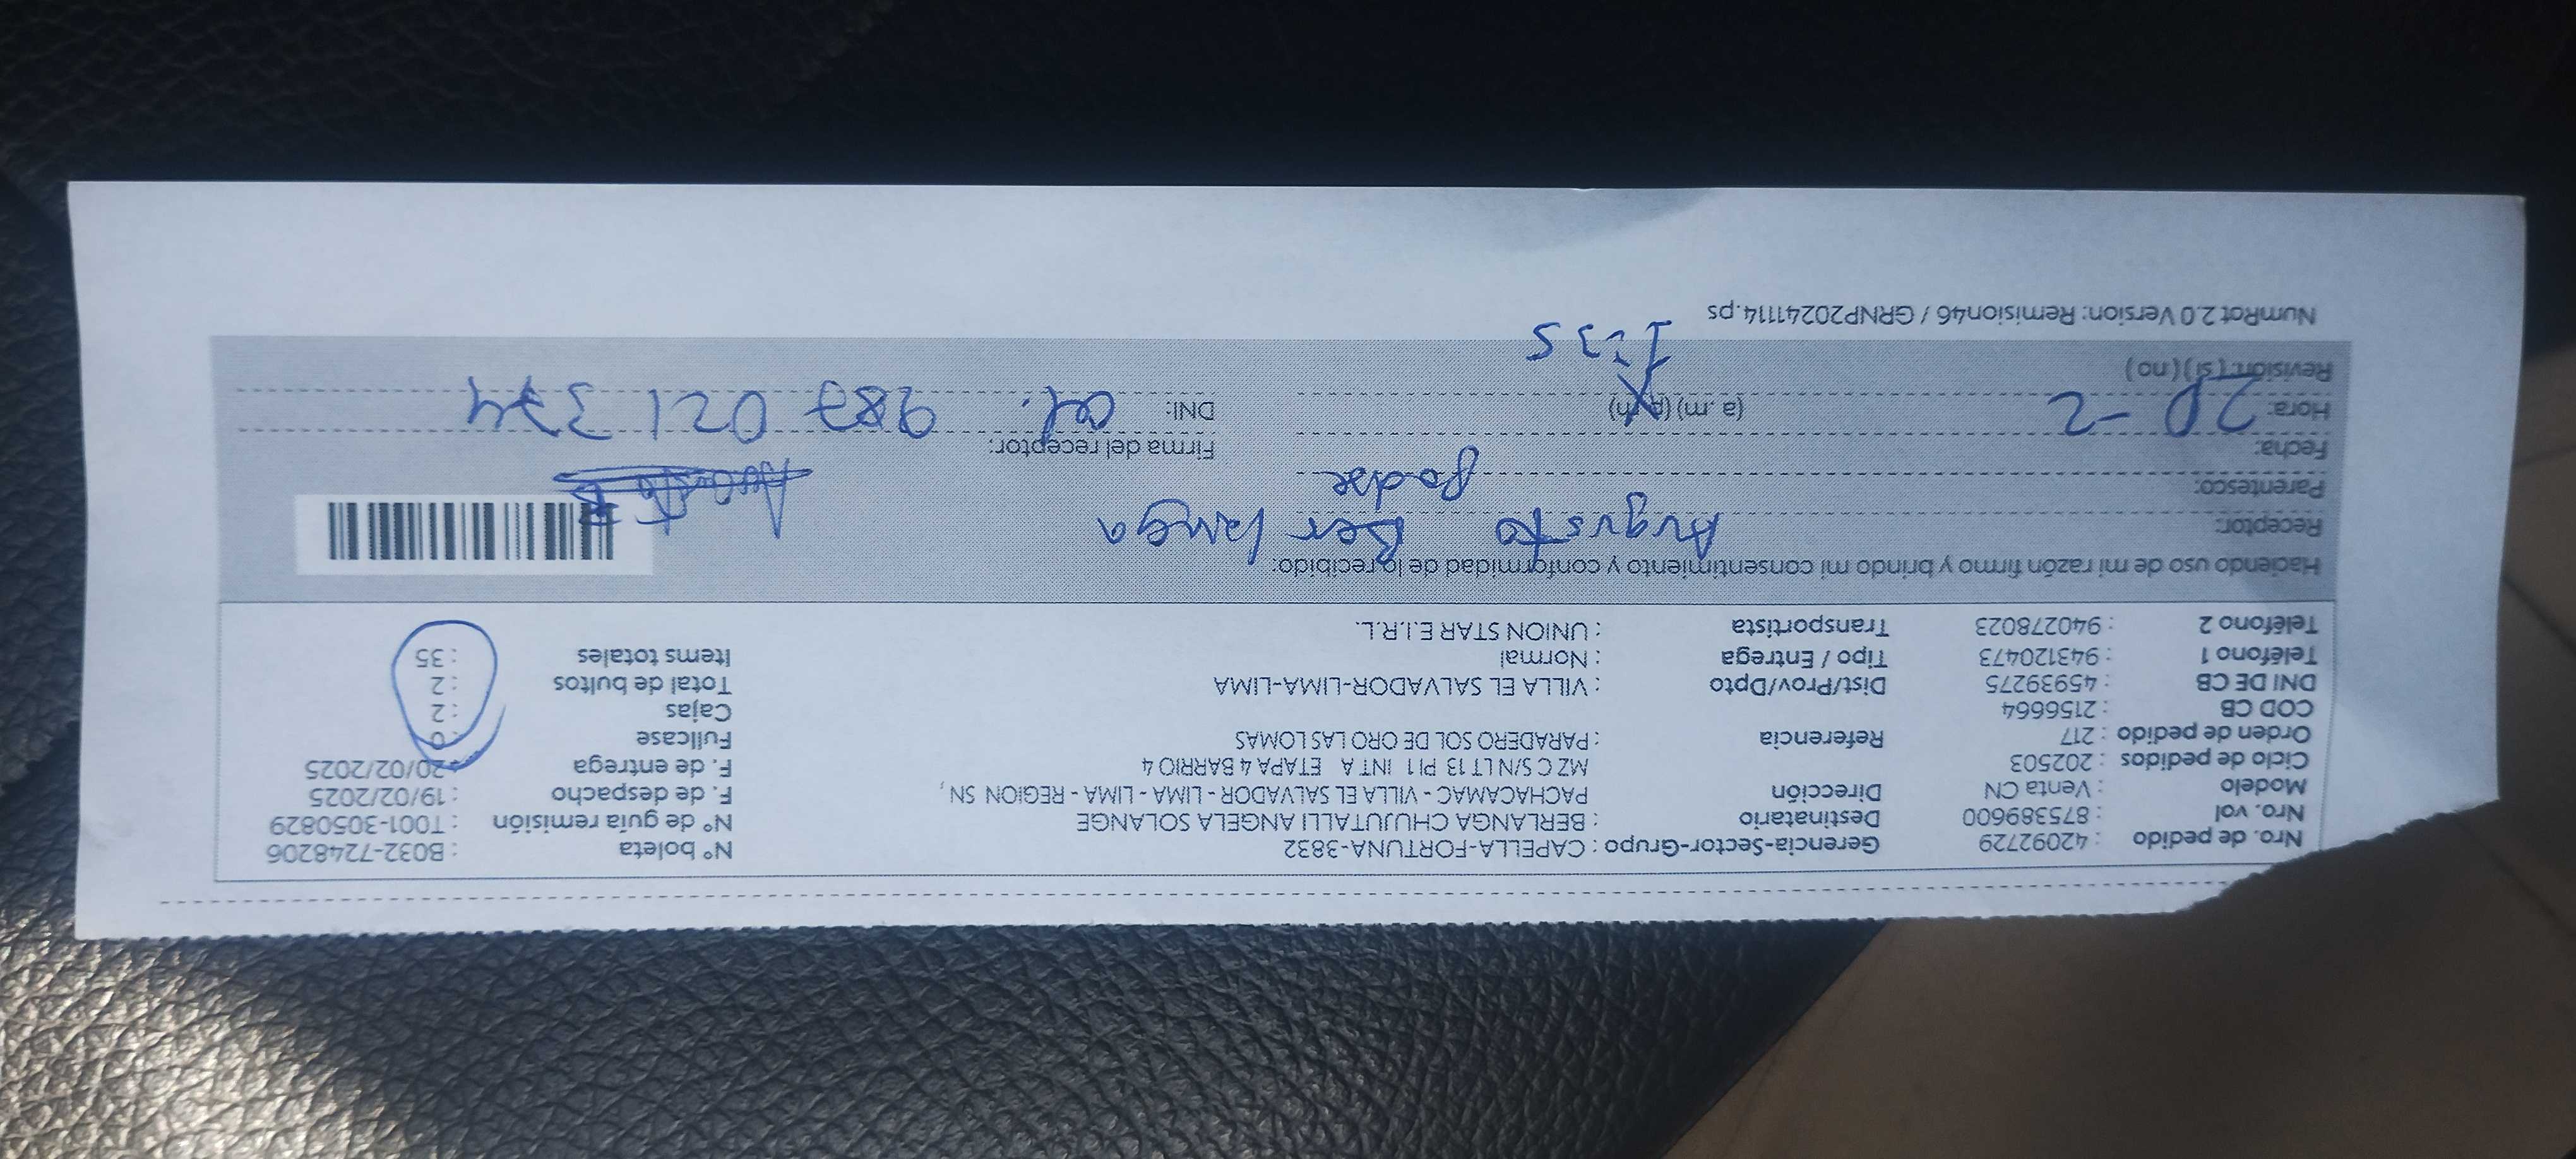 Nro. de pedido : 42092729 Gerencia-Sector-Grupo : CAPELLA-FORTUNA-3832 N° boleta : B032-7248206
Nro. vol : 875389600 Destinatario : BERLANGA CHUJUTALLI ANGELA SOLANGE N° de guía remisión : T001-3050829
Modelo : Venta CN Dirección PACHACAMAC - VILLA EL SALVADOR - LIMA - LIMA - REGION SN, F. de despacho : 19/02/2025
Ciclo de pedidos : 202503 MZ C S/N LT 13 PI1 INT A ETAPA 4 BARRIO 4 F. de entrega : 20/02/2025
Orden de pedido : 217 Referencia : PARADERO SOL DE ORO LAS LOMAS Fullcase : 0
COD CB : 2156664 Cajas : 2
DNI DE CB : 45939275 Dist/Prov/Dpto : VILLA EL SALVADOR-LIMA-LIMA Total de bultos : 2
Teléfono 1 : 943120473 Tipo / Entrega : Normal Items totales : 35
Teléfono 2 : 940278023 Transportista : UNION STAR E.I.R.L.
Haciendo uso de mi razón firmo y brindo mi consentimiento y conformidad de lo recibido:
Receptor: Augusto Ber langa
Parentesco: padre
Fecha: 20-2 Firma del receptor:
Hora: (a. m) (p. m) DNI: cel. 987 021 334
Revisión: (si) (no) 1:35
NumRot 2.0 Version: Remision46 / GRNP20241114.ps